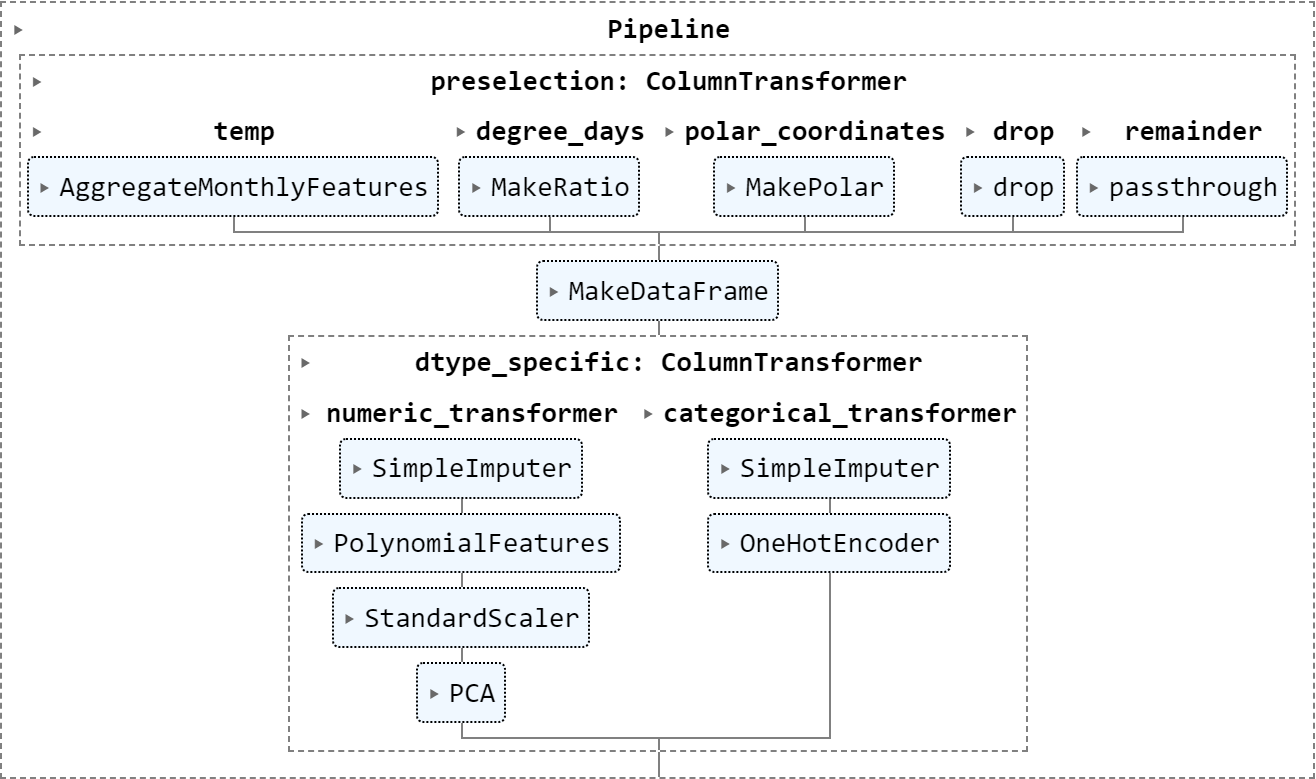 Pipeline
preselection: ColumnTransformer
temp degree_days polar_coordinates drop remainder
AggregateMonthlyFeatures MakeRatio MakePolar drop passthrough
MakeDataFrame
dtype_specific: ColumnTransformer
numeric_transformer categorical_transformer
SimpleImputer SimpleImputer
PolynomialFeatures OneHotEncoder
StandardScaler
PCA